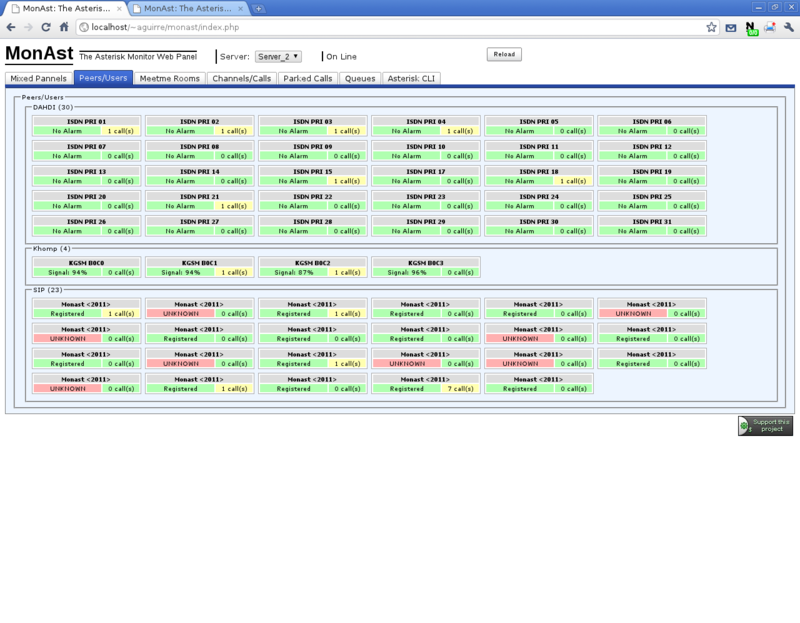 MonAst: The Asteris... × MonAst: The Asteris... ×
localhost/~aguirre/monast/index.php
MonAst The Asterisk Monitor Web Panel Server: Server_2 On Line Reload
Mixed Pannels Peers/Users Meetme Rooms Channels/Calls Parked Calls Queues Asterisk CLI
Peers/Users
DAHDI (30)
ISDN PRI 01 ISDN PRI 02 ISDN PRI 03 ISDN PRI 04 ISDN PRI 05 ISDN PRI 06
No Alarm 1 call(s) No Alarm 1 call(s) No Alarm 1 call(s) No Alarm 1 call(s) No Alarm 0 call(s) No Alarm 0 call(s)
ISDN PRI 07 ISDN PRI 08 ISDN PRI 09 ISDN PRI 10 ISDN PRI 11 ISDN PRI 12
No Alarm 0 call(s) No Alarm 0 call(s) No Alarm 0 call(s) No Alarm 0 call(s) No Alarm 0 call(s) No Alarm 0 call(s)
ISDN PRI 13 ISDN PRI 14 ISDN PRI 15 ISDN PRI 17 ISDN PRI 18 ISDN PRI 19
No Alarm 0 call(s) No Alarm 0 call(s) No Alarm 1 call(s) No Alarm 0 call(s) No Alarm 1 call(s) No Alarm 0 call(s)
ISDN PRI 20 ISDN PRI 21 ISDN PRI 22 ISDN PRI 23 ISDN PRI 24 ISDN PRI 25
No Alarm 0 call(s) No Alarm 1 call(s) No Alarm 0 call(s) No Alarm 0 call(s) No Alarm 0 call(s) No Alarm 0 call(s)
ISDN PRI 26 ISDN PRI 27 ISDN PRI 28 ISDN PRI 29 ISDN PRI 30 ISDN PRI 31
No Alarm 0 call(s) No Alarm 0 call(s) No Alarm 0 call(s) No Alarm 0 call(s) No Alarm 0 call(s) No Alarm 0 call(s)
Khomp (4)
KGSM B0C0 KGSM B0C1 KGSM B0C2 KGSM B0C3
Signal: 94% 0 call(s) Signal: 94% 1 call(s) Signal: 87% 1 call(s) Signal: 96% 0 call(s)
SIP (23)
Monast <2011> Monast <2011> Monast <2011> Monast <2011> Monast <2011> Monast <2011>
Registered 1 call(s) UNKNOWN 0 call(s) Registered 1 call(s) Registered 0 call(s) Registered 0 call(s) UNKNOWN 0 call(s)
Monast <2011> Monast <2011> Monast <2011> Monast <2011> Monast <2011> Monast <2011>
UNKNOWN 0 call(s) Registered 0 call(s) Registered 0 call(s) Registered 0 call(s) UNKNOWN 0 call(s) Registered 0 call(s)
Monast <2011> Monast <2011> Monast <2011> Monast <2011> Monast <2011> Monast <2011>
Registered 0 call(s) UNKNOWN 0 call(s) Registered 1 call(s) UNKNOWN 0 call(s) UNKNOWN 0 call(s) Registered 0 call(s)
Monast <2011> Monast <2011> Monast <2011> Monast <2011> Monast <2011>
UNKNOWN 0 call(s) Registered 1 call(s) Registered 0 call(s) Registered 7 call(s) Registered 0 call(s)
Support this
project